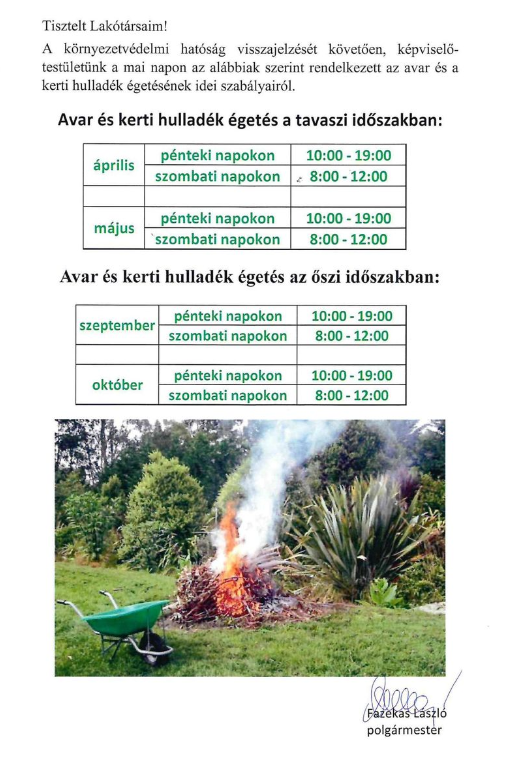 Tisztelt Lakótársaim!
A környezetvédelmi hatóság visszajelzését követően, képviselő-
testületünk a mai napon az alábbiak szerint rendelkezett az avar és a
kerti hulladék égetésének idei szabályairól.
Avar és kerti hulladék égetés a tavaszi időszakban:
április
pénteki napokon 10:00 - 19:00
szombati napokon 8:00 - 12:00
május
pénteki napokon 10:00 - 19:00
szombati napokon 8:00 - 12:00
Avar és kerti hulladék égetés az őszi időszakban:
szeptember
pénteki napokon 10:00 - 19:00
szombati napokon 8:00 - 12:00
október
pénteki napokon 10:00 - 19:00
szombati napokon 8:00 - 12:00
Fazekas László
polgármester